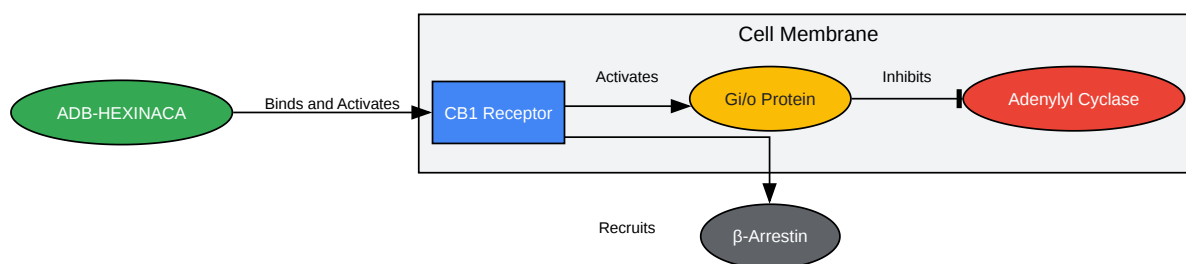 Cell Membrane
ADB-HEXINACA
Binds and Activates
CB1 Receptor
Activates
Gi/o Protein
Inhibits
Adenylyl Cyclase
Recruits
β-Arrestin